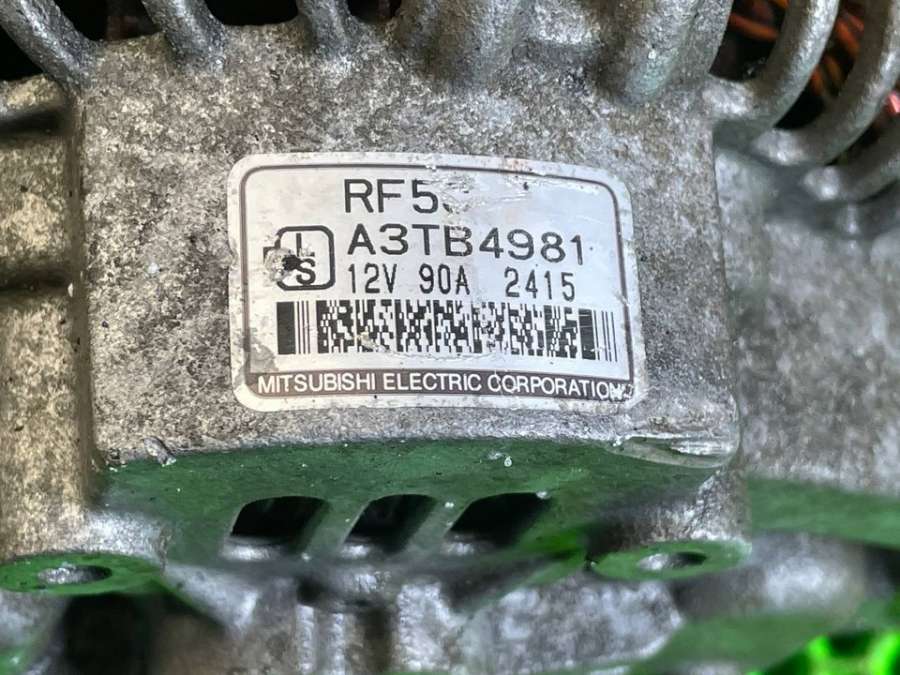 RF5
L
S
A3TB4981
12V 90A 2415
MITSUBISHI ELECTRIC CORPORATION